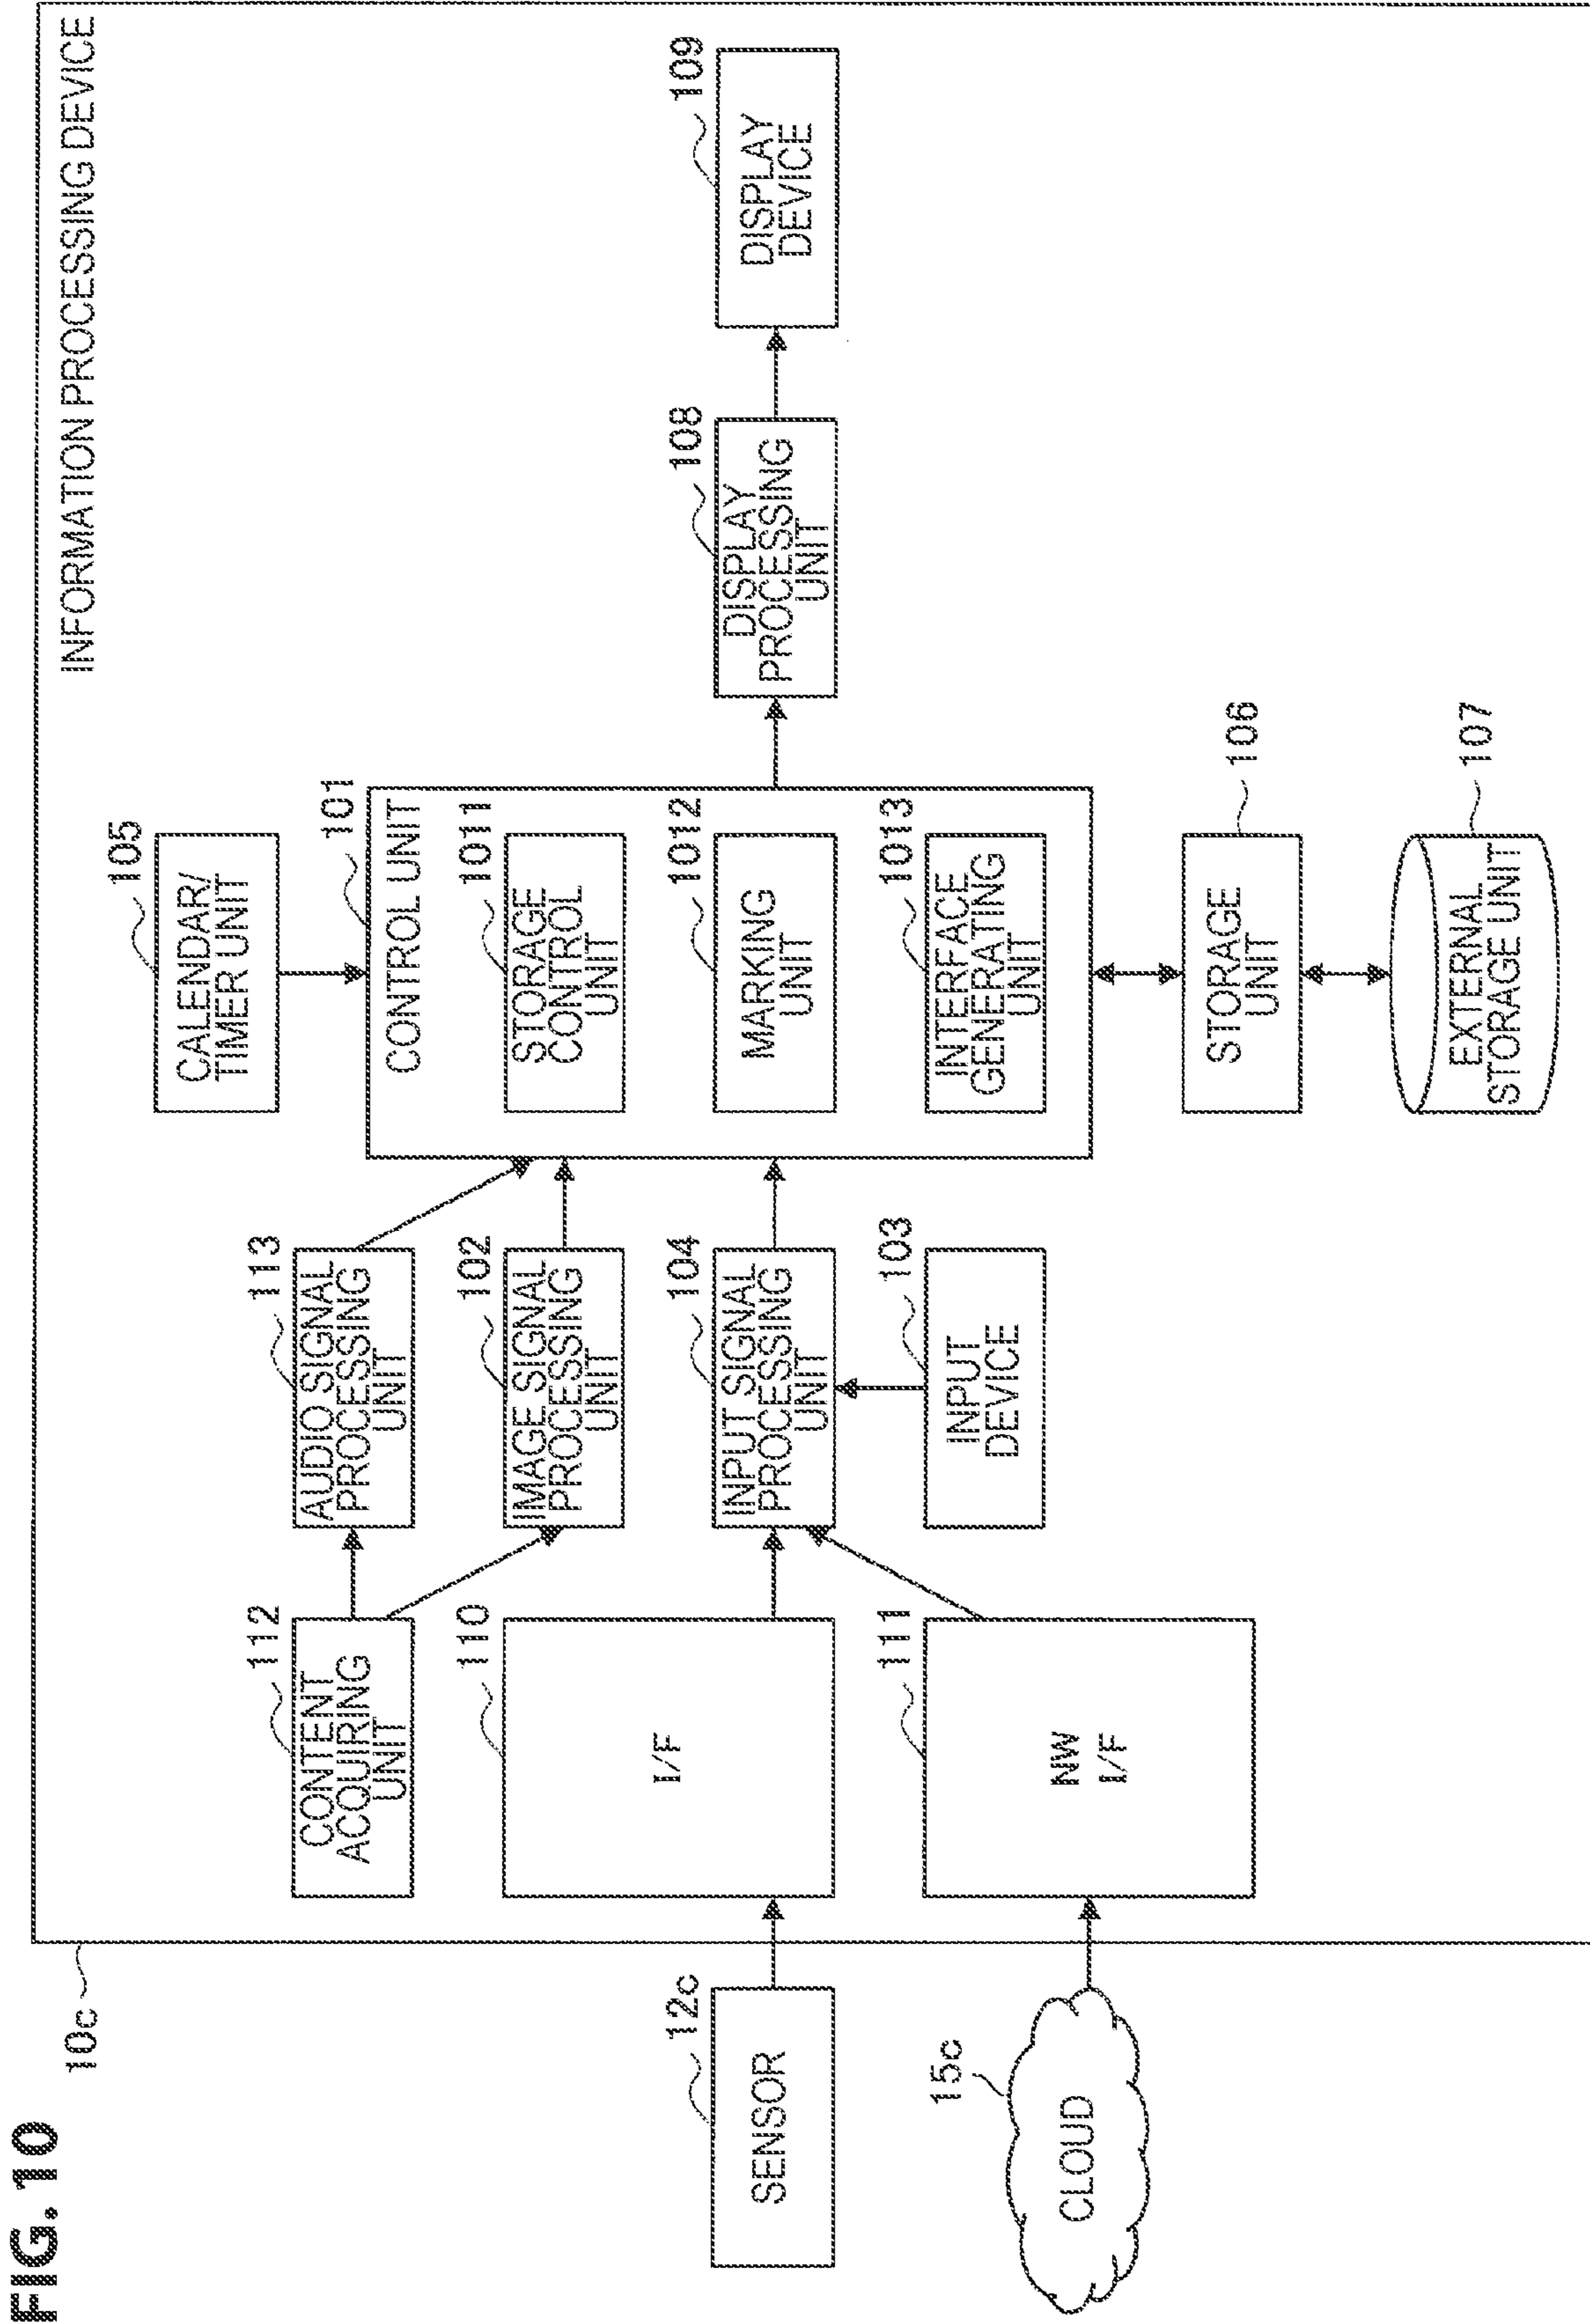 FIG. 10
10c
INFORMATION PROCESSING DEVICE
105
CALENDAR/
TIMER UNIT
112
CONTENT
ACQUIRING
UNIT
113
AUDIO SIGNAL
PROCESSING
UNIT
101
CONTROL UNIT
110
I/F
102
IMAGE SIGNAL
PROCESSING
UNIT
1011
STORAGE
CONTROL
UNIT
12c
SENSOR
104
INPUT SIGNAL
PROCESSING
UNIT
1012
MARKING
UNIT
108
DISPLAY
PROCESSING
UNIT
109
DISPLAY
DEVICE
15c
CLOUD
111
NW
I/F
103
INPUT
DEVICE
1013
INTERFACE
GENERATING
UNIT
106
STORAGE
UNIT
107
EXTERNAL
STORAGE UNIT